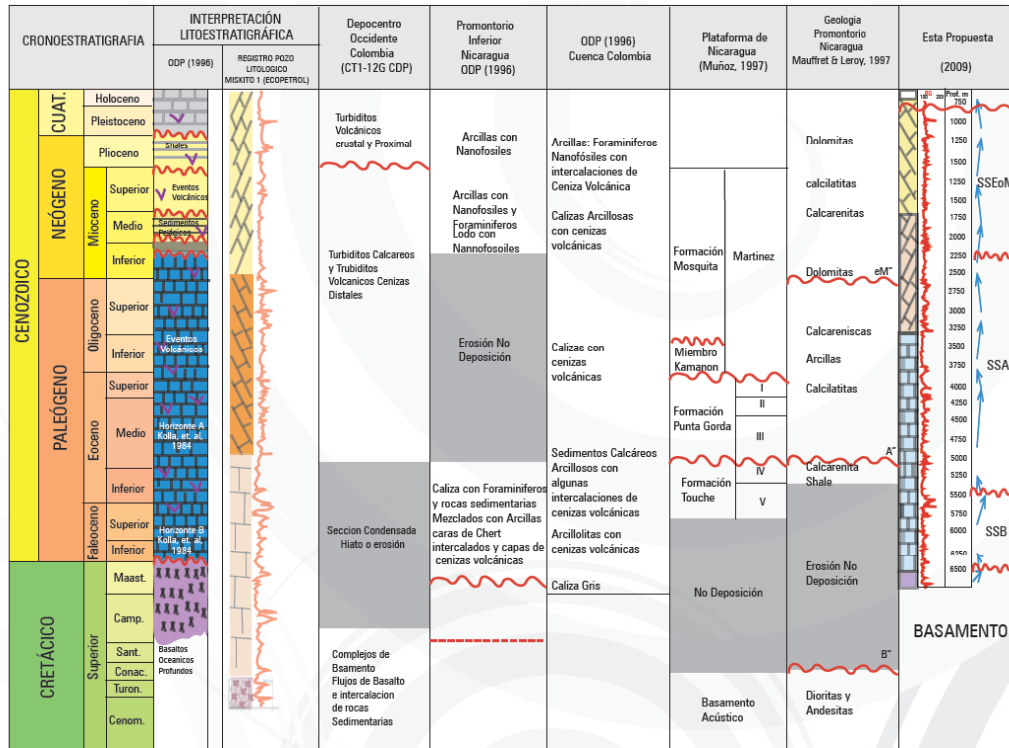 CRONOESTRATIGRAFIA
INTERPRETACIÓN
LITOESTRATIGRÁFICA
ODP (1996)
REGISTRO POZO
LITOLOGICO
MISKITO 1 (ECOPETROL)
Depocentro
Occidente
Colombia
(CT1-12G CDP)
Promontorio
Inferior
Nicaragua
ODP (1996)
ODP (1996)
Cuenca Colombia
Plataforma de
Nicaragua
(Muñoz, 1997)
Geologia
Promontorio
Nicaragua
Mauffret & Leroy, 1997
Esta Propuesta
(2009)
CENOZOICO
CRETÁCICO
CUAT.
NEÓGENO
PALEÓGENO
Superior
Mioceno
Oligoceno
Eoceno
Paleoceno
Holoceno
Pleistoceno
Plioceno
Superior
Medio
Inferior
Superior
Inferior
Superior
Medio
Inferior
Superior
Inferior
Maast.
Camp.
Sant.
Conac.
Turon.
Cenom.
Shales
Eventos
Volcánicos
Sedimentos
Pelágicos
Eventos
Volcánicos
Horizonte A
Kolla, et. al,
1984
Horizonte B
Kolla, et. al,
1984
Basaltos
Oceanicos
Profundos
Turbiditos
Volcánicos
crustal y Proximal
Turbiditos Calcareos
y Trubiditos
Volcanicos Cenizas
Distales
Seccion Condensada
Hiato o erosión
Complejos de
Bsamento
Flujos de Basalto
e intercalacion
de rocas
Sedimentarias
Arcillas con
Nanofosiles
Arcillas con
Nanofosiles y
Foraminiferos
Lodo con
Nannofosoiles
Erosión No
Deposición
Caliza con Foraminiferos
y rocas sedimentarias
Mezclados con Arcillas
caras de Chert
intercalados y capas de
cenizas volcánicas
Arcillas: Foraminiferos
Nanofósiles con
intercalaciones de
Ceniza Volcánica
Calizas Arcillosas
con cenizas
volcánicas
Calizas con
cenizas
volcánicas
Sedimentos Calcáreos
Arcillosos con
algunas
intercalaciones de
cenizas volcánicas
Arcillolitas con
cenizas volcánicas
Caliza Gris
Formación
Mosquita
Martinez
Miembro
Kamanon
Formación
Punta Gorda
I
II
III
Formación
Touche
IV
V
No Deposición
Basamento
Acústico
Dolomitas
calcilatitas
Calcarenitas
Dolomitas
eM"
Calcareniscas
Arcillas
Calcilatitas
A"
Calcarenita
Shale
Erosión No
Deposición
B"
Dioritas y
Andesitas
Prof. m
750
1000
1250
1500
1250
1500
1750
2000
2250
2500
2750
3000
3250
3500
3750
4000
4250
4500
4750
5000
5250
5500
5750
6000
6250
6500
SSEoM
SSA
SSB
BASAMENTO